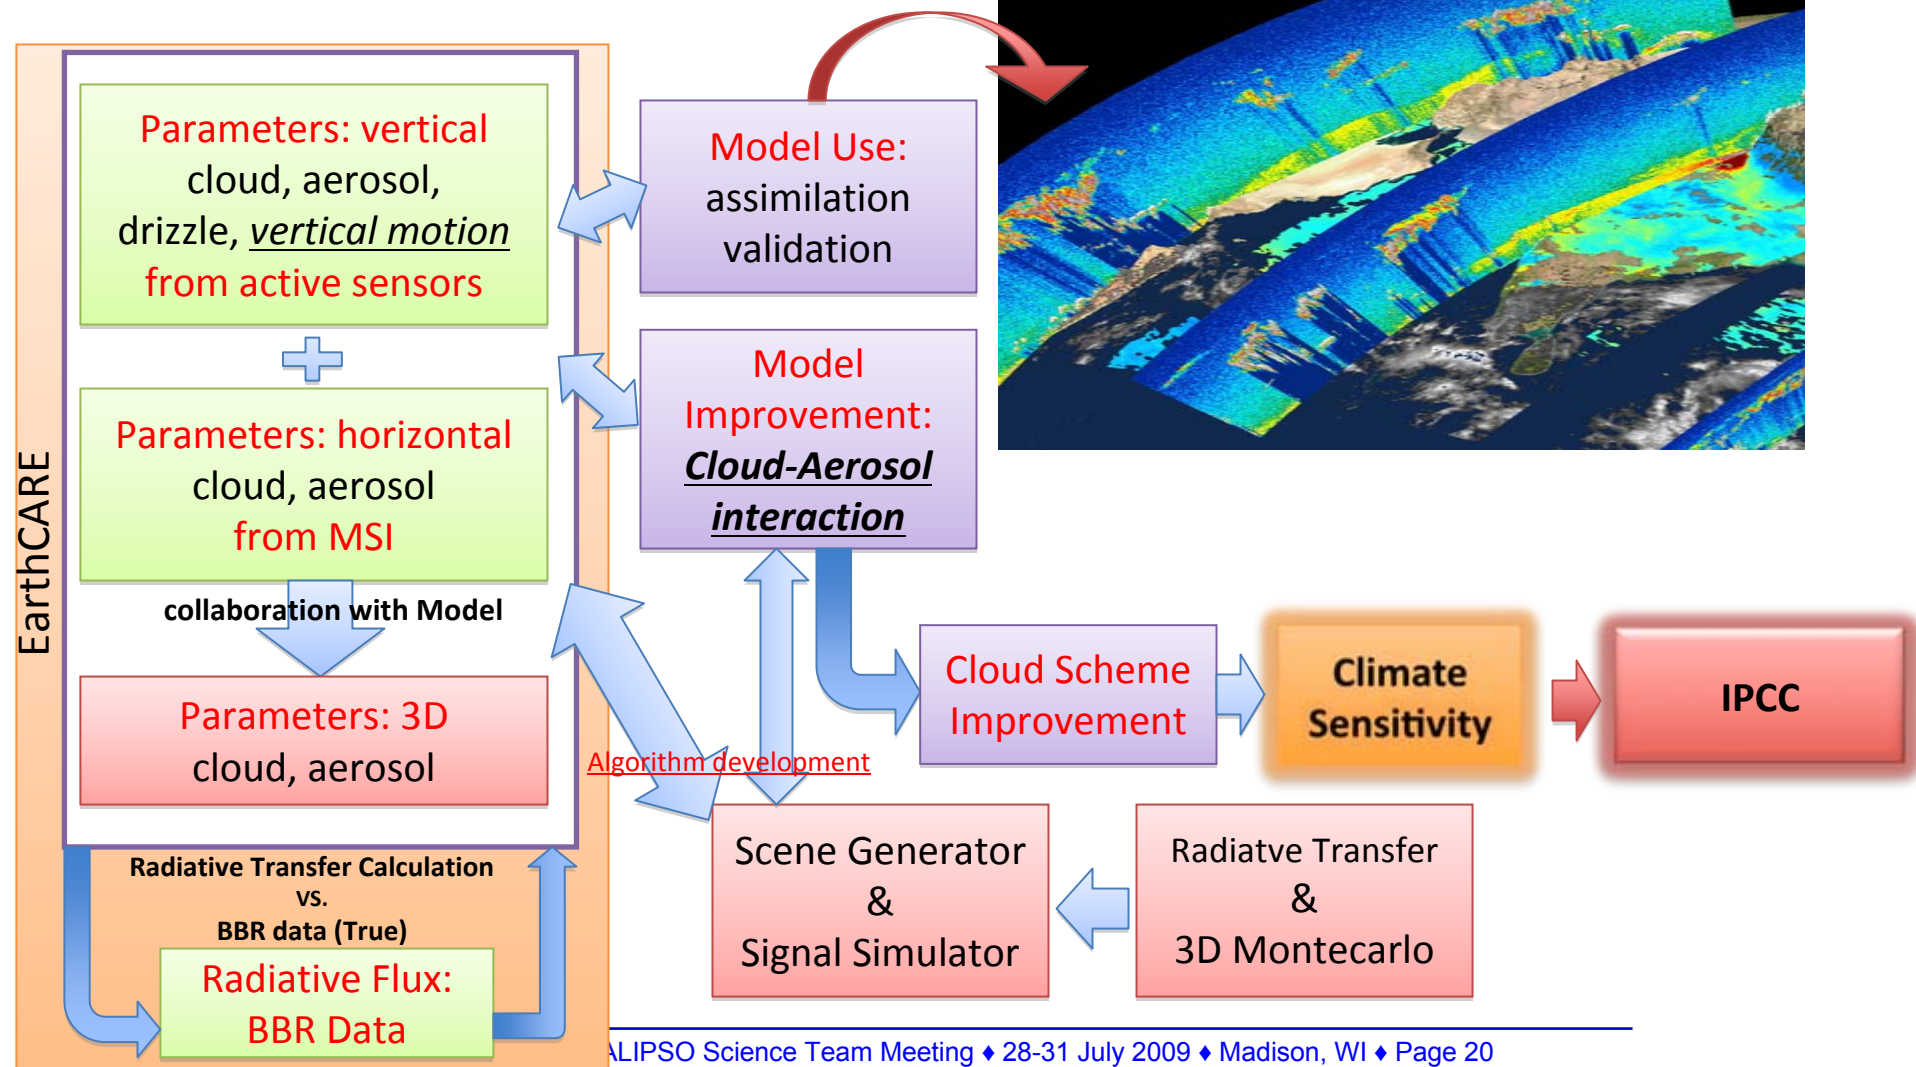 EarthCARE
Parameters: vertical
cloud, aerosol,
drizzle, vertical motion
from active sensors
Parameters: horizontal
cloud, aerosol
from MSI
collaboration with Model
Parameters: 3D
cloud, aerosol
Radiative Transfer Calculation
vs.
BBR data (True)
Radiative Flux:
BBR Data
Model Use:
assimilation
validation
Model
Improvement:
Cloud-Aerosol
interaction
Algorithm development
Cloud Scheme
Improvement
Climate
Sensitivity
IPCC
Scene Generator
&
Signal Simulator
Radiatve Transfer
&
3D Montecarlo
ALIPSO Science Team Meeting ♦ 28-31 July 2009 ♦ Madison, WI ♦ Page 20